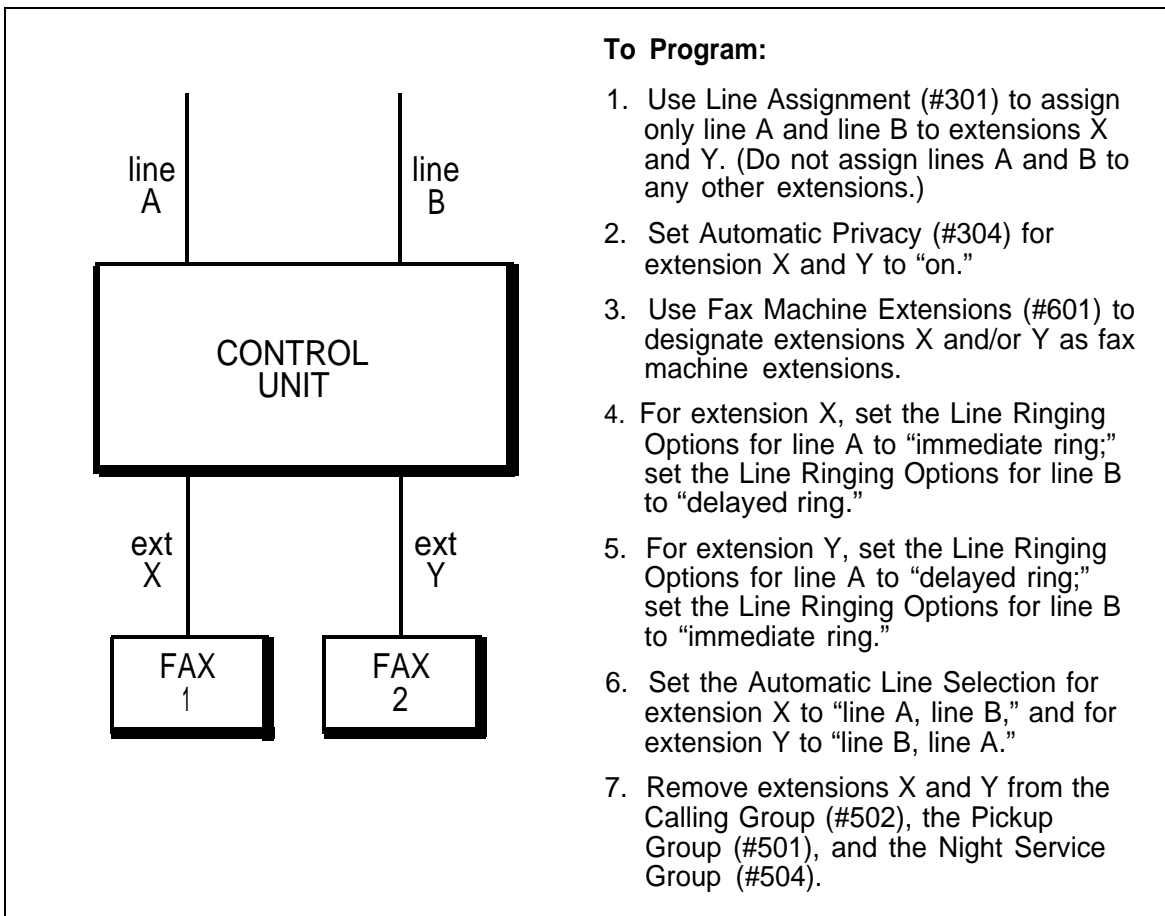 line
A
line
B
CONTROL
UNIT
ext
X
ext
Y
FAX
1
FAX
2
To Program:
1. Use Line Assignment (#301) to assign
only line A and line B to extensions X
and Y. (Do not assign lines A and B to
any other extensions.)
2. Set Automatic Privacy (#304) for
extension X and Y to “on.”
3. Use Fax Machine Extensions (#601) to
designate extensions X and/or Y as fax
machine extensions.
4. For extension X, set the Line Ringing
Options for line A to “immediate ring;”
set the Line Ringing Options for line B
to “delayed ring.”
5. For extension Y, set the Line Ringing
Options for line A to “delayed ring;”
set the Line Ringing Options for line B
to “immediate ring.”
6. Set the Automatic Line Selection for
extension X to “line A, line B,” and for
extension Y to “line B, line A.”
7. Remove extensions X and Y from the
Calling Group (#502), the Pickup
Group (#501), and the Night Service
Group (#504).